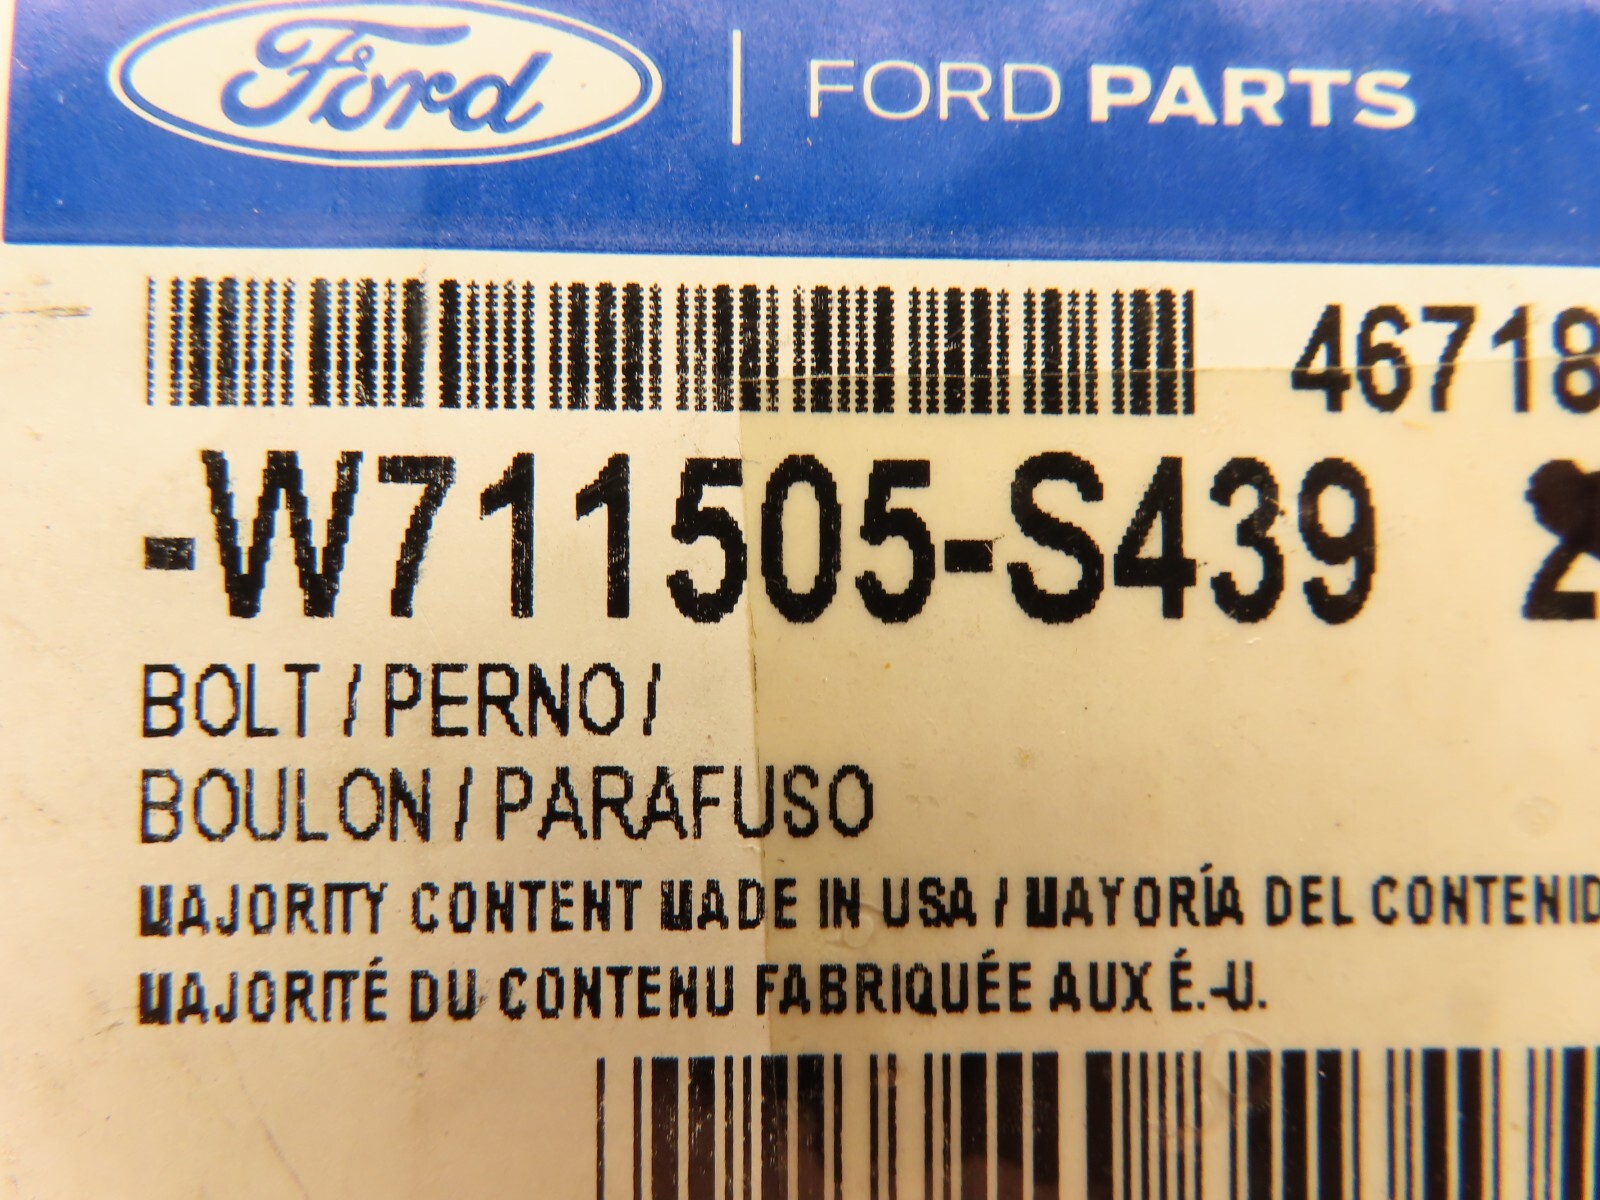 Ford | FORD PARTS
46718
-W711505-S439 2
BOLT / PERNO /
BOULON / PARAFUSO
MAJORITY CONTENT MADE IN USA / MAYORÍA DEL CONTENID
MAJORITÉ DU CONTENU FABRIQUÉE AUX É.-U.